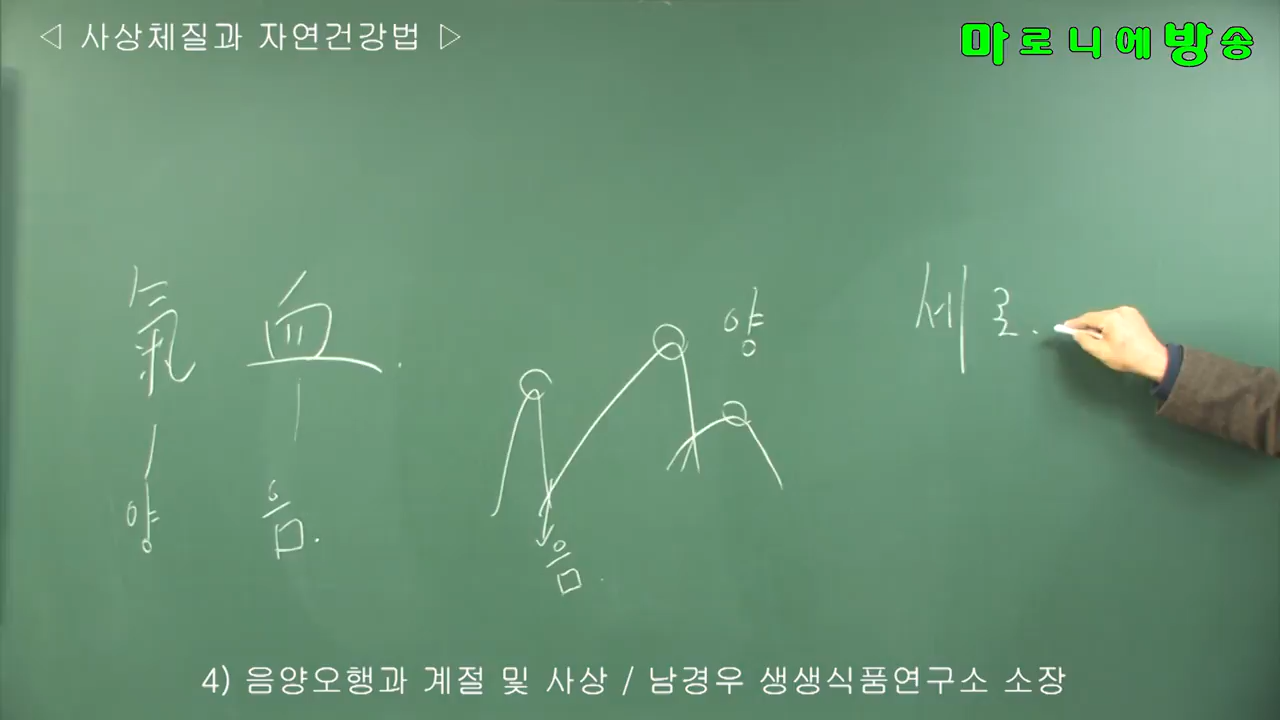 ◁ 사상체질과 자연건강법 ▷
마로니에방송
氣 血.
양 음.
양
음.
세로.
4) 음양오행과 계절 및 사상 / 남경우 생생식품연구소 소장